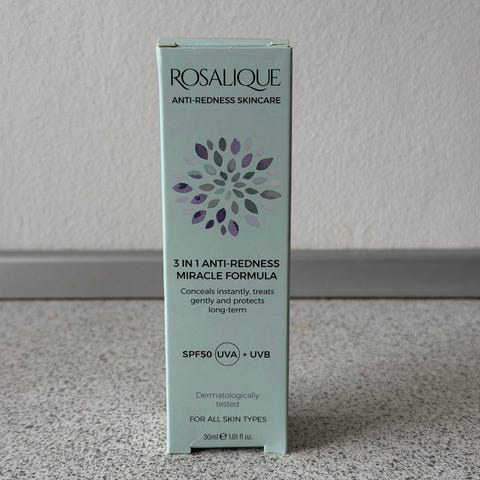 ROSALIQUE
ANTI-REDNESS SKINCARE
3 IN 1 ANTI-REDNESS
MIRACLE FORMULA
Conceals instantly, treats
gently and protects
long-term
SPF50 UVA + UVB
Dermatologically
tested
FOR ALL SKIN TYPES
30ml ℮ 1.01 fl oz.